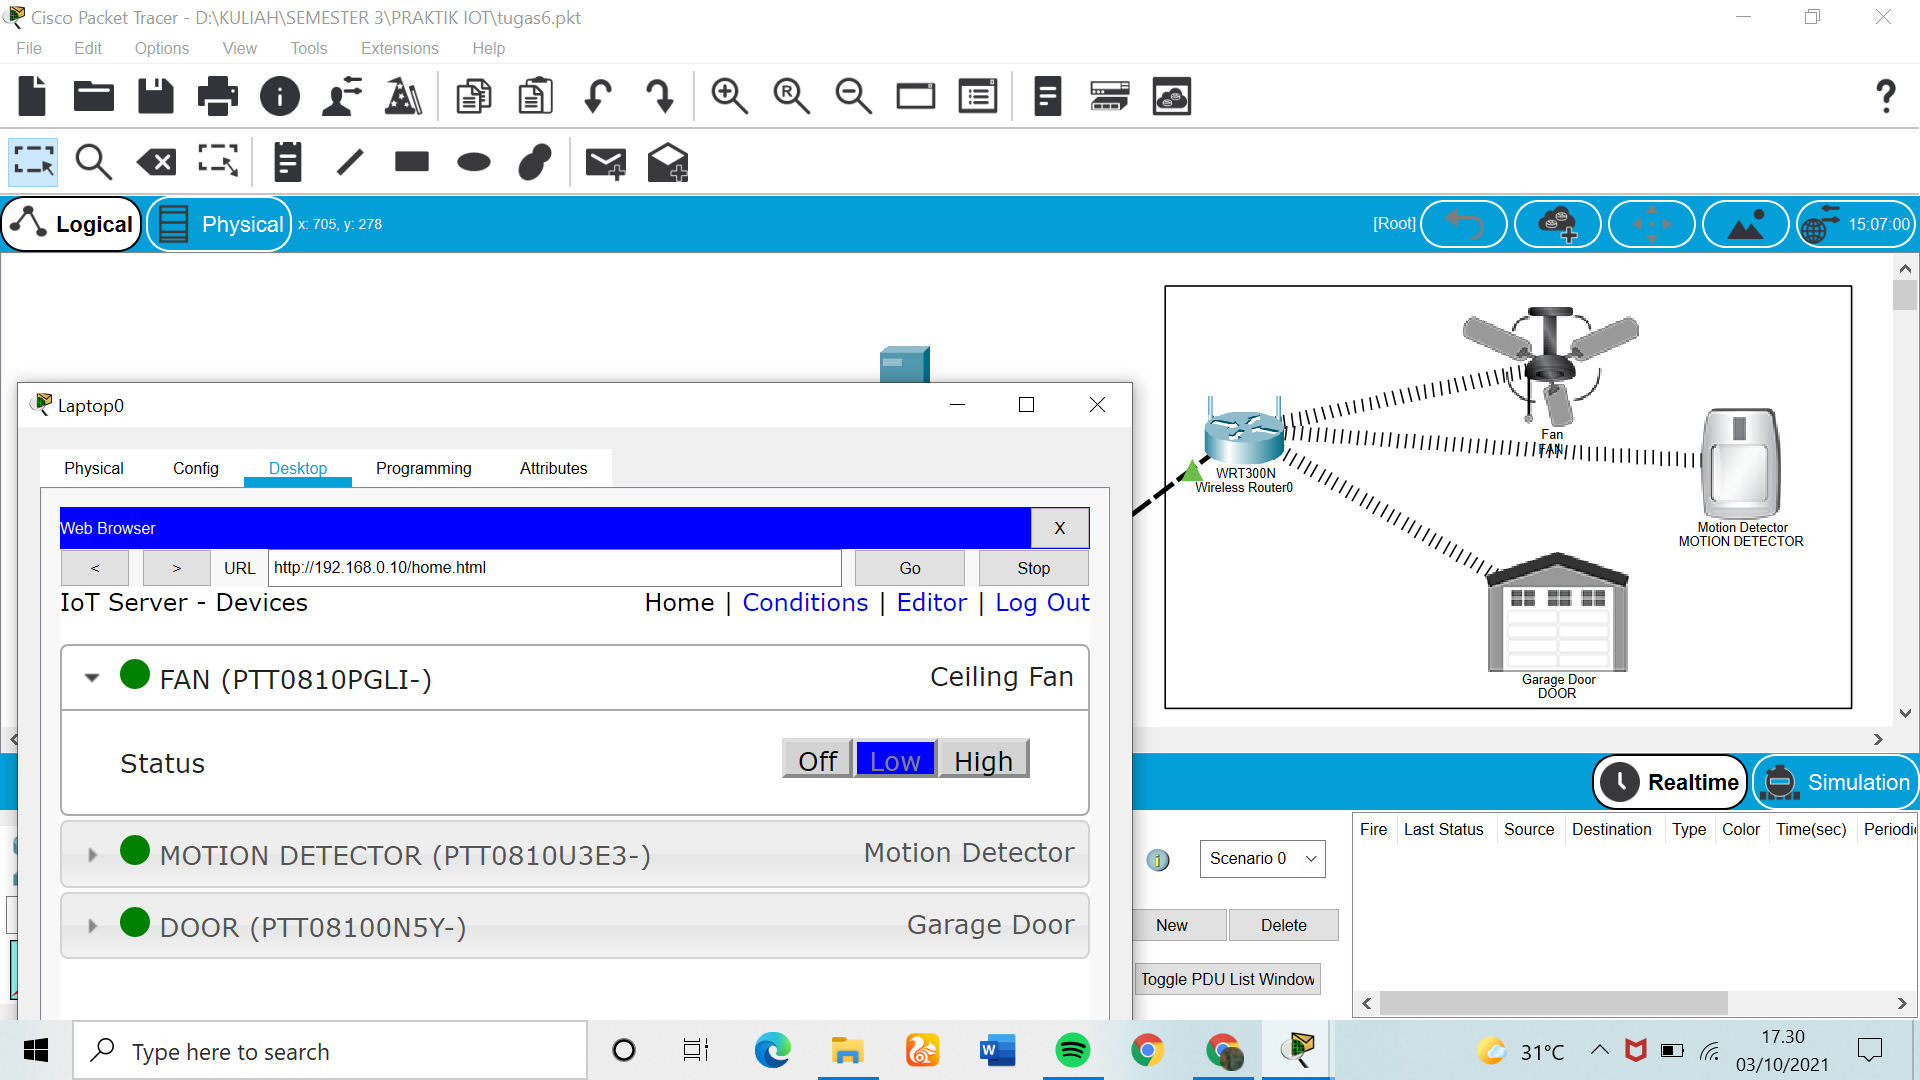 Cisco Packet Tracer - D:\KULIAH\SEMESTER 3\PRAKTIK IOT\tugas6.pkt
File Edit Options View Tools Extensions Help
Logical Physical x: 705, y: 278 [Root] 15:07:00
Fan
FAN
WRT300N
Wireless Router0
Motion Detector
MOTION DETECTOR
Garage Door
DOOR
Laptop0
Physical Config Desktop Programming Attributes
Web Browser X
< > URL http://192.168.0.10/home.html Go Stop
IoT Server - Devices Home | Conditions | Editor | Log Out
FAN (PTT0810PGLI-) Ceiling Fan
Status Off Low High
MOTION DETECTOR (PTT0810U3E3-) Motion Detector
DOOR (PTT08100N5Y-) Garage Door
Realtime Simulation
Scenario 0
New Delete
Toggle PDU List Window
Fire Last Status Source Destination Type Color Time(sec) Periodi
Type here to search
31°C
17.30
03/10/2021